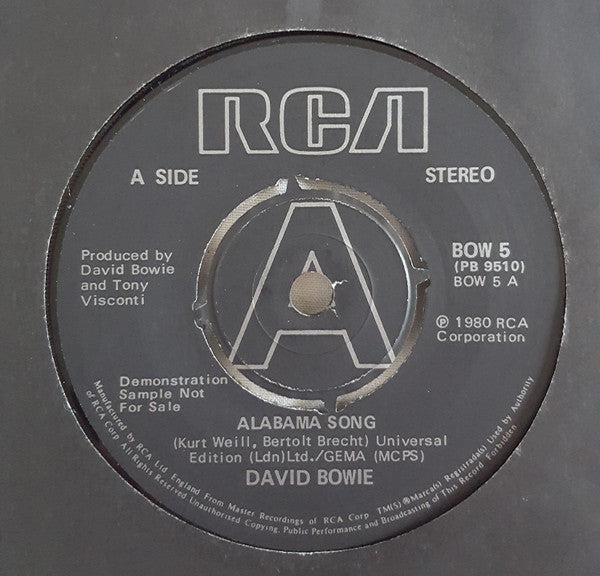 RCA
A SIDE
STEREO
A
Produced by
David Bowie
and Tony
Visconti
BOW 5
(PB 9510)
BOW 5 A
℗ 1980 RCA
Corporation
Demonstration
Sample Not
For Sale
ALABAMA SONG
(Kurt Weill, Bertolt Brecht) Universal
Edition (Ldn)Ltd./GEMA (MCPS)
DAVID BOWIE
Manufactured by RCA Ltd. England From Master Recordings of RCA Corp TM(S) ® Marca(s) Registrada(s) Used by Authority
of RCA Corp All Rights Reserved Unauthorised Copying, Public Performance and Broadcasting of This Record Forbidden